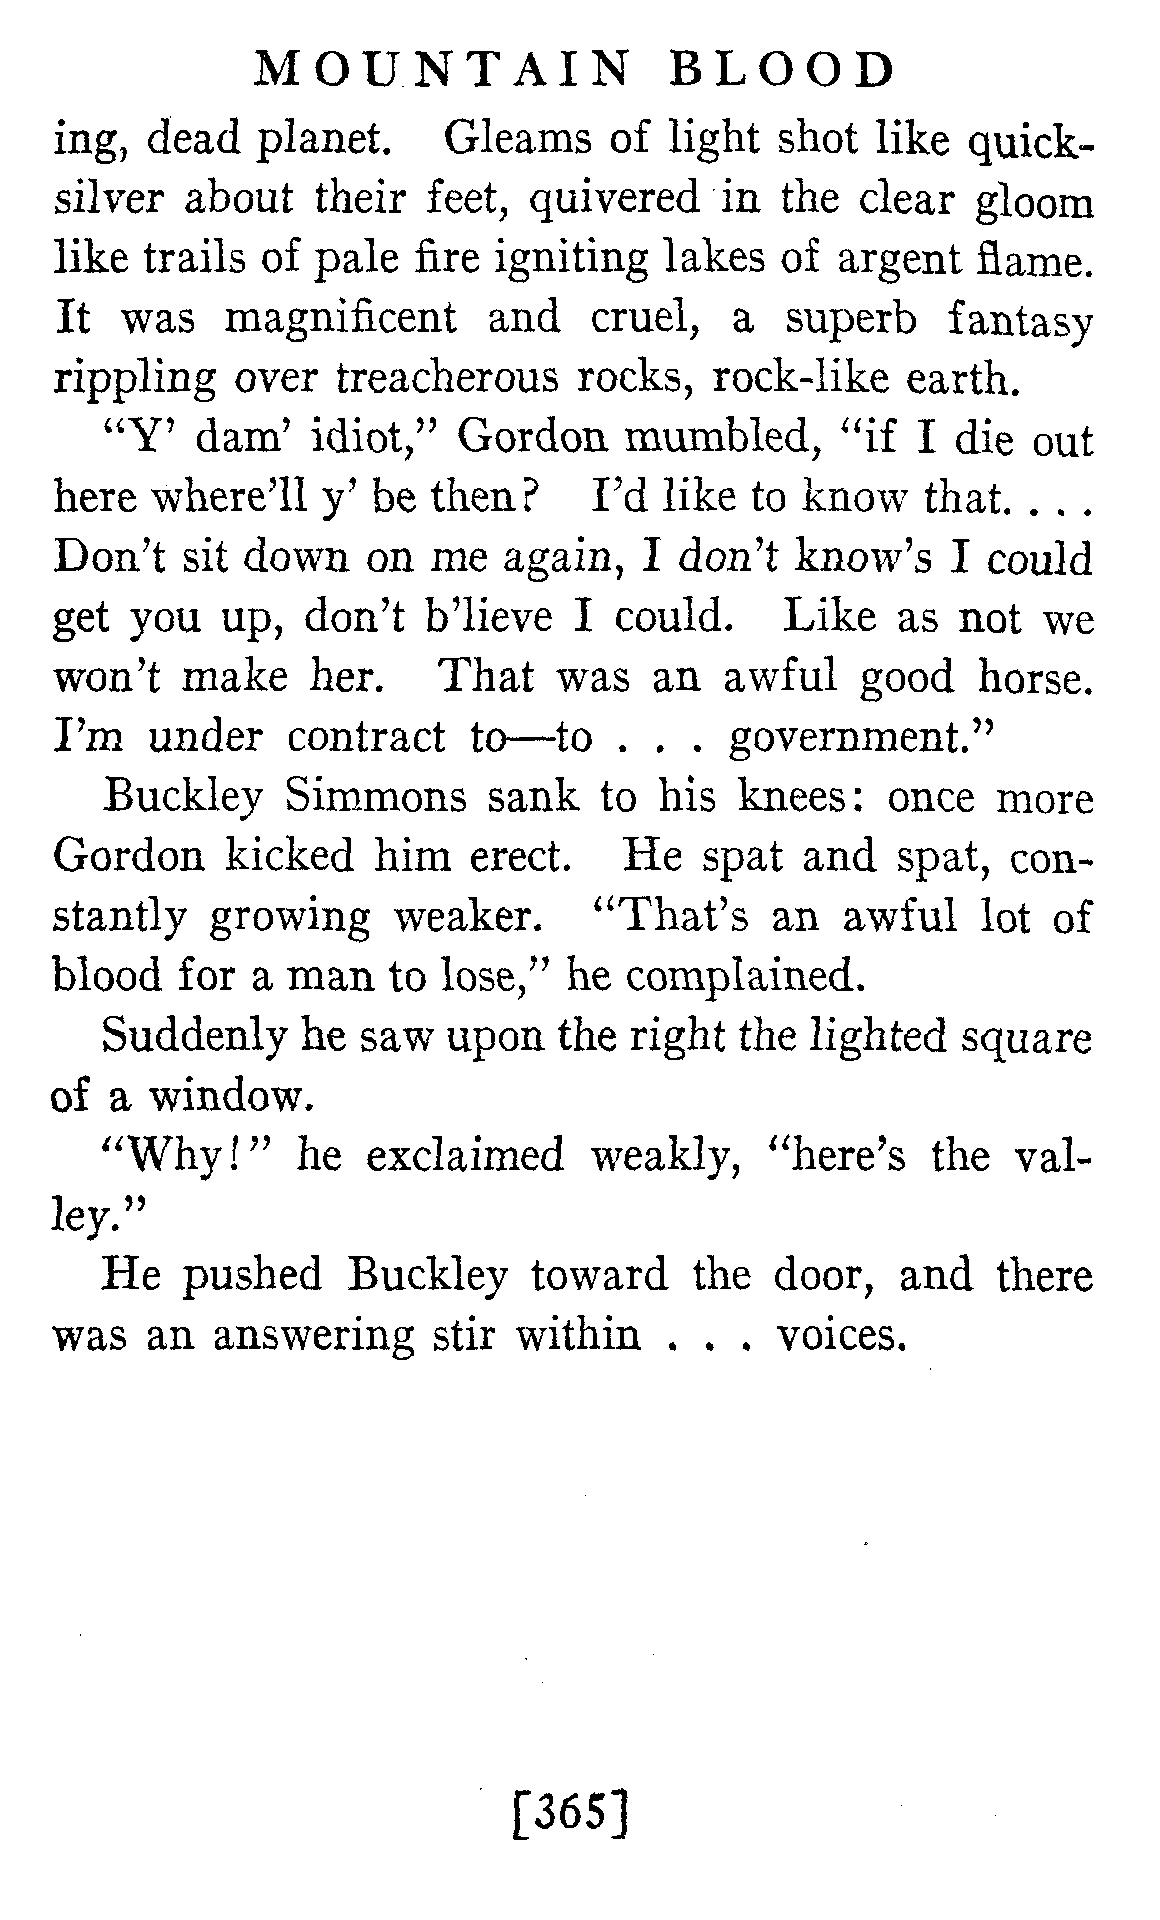 MOUNTAIN BLOOD
ing, dead planet. Gleams of light shot like quick-
silver about their feet, quivered in the clear gloom
like trails of pale fire igniting lakes of argent flame.
It was magnificent and cruel, a superb fantasy
rippling over treacherous rocks, rock-like earth.
“Y’ dam’ idiot,” Gordon mumbled, “if I die out
here where’ll y’ be then? I’d like to know that. . . .
Don’t sit down on me again, I don’t know’s I could
get you up, don’t b’lieve I could. Like as not we
won’t make her. That was an awful good horse.
I’m under contract to—to . . . government.”
Buckley Simmons sank to his knees: once more
Gordon kicked him erect. He spat and spat, con-
stantly growing weaker. “That’s an awful lot of
blood for a man to lose,” he complained.
Suddenly he saw upon the right the lighted square
of a window.
“Why!” he exclaimed weakly, “here’s the val-
ley.”
He pushed Buckley toward the door, and there
was an answering stir within . . . voices.
[365]